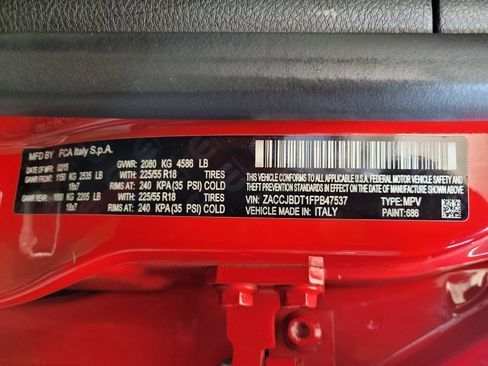 MFD BY FCA Italy S.p.A.
DATE OF MFT. 02/15 GVWR: 2080 KG 4586 LB
GAWR FRONT: 1150 KG 2535 LB WITH: 225/55 R18 TIRES
18x7 RIMS AT: 240 KPA(35 PSI) COLD
GAWR REAR: 1000 KG 2205 LB WITH: 225/55 R18 TIRES
18x7 RIMS AT: 240 KPA(35 PSI) COLD
THIS VEHICLE CONFORMS TO ALL APPLICABLE U.S.A. FEDERAL MOTOR VEHICLE SAFETY
THEFT PREVENTION STANDARDS IN EFFECT ON THE DATE OF MANUFACTURE SHOWN
VIN: ZACCJBDT1FPB47537 TYPE: MPV
VEHICLE MADE IN: ITALY PAINT: 686